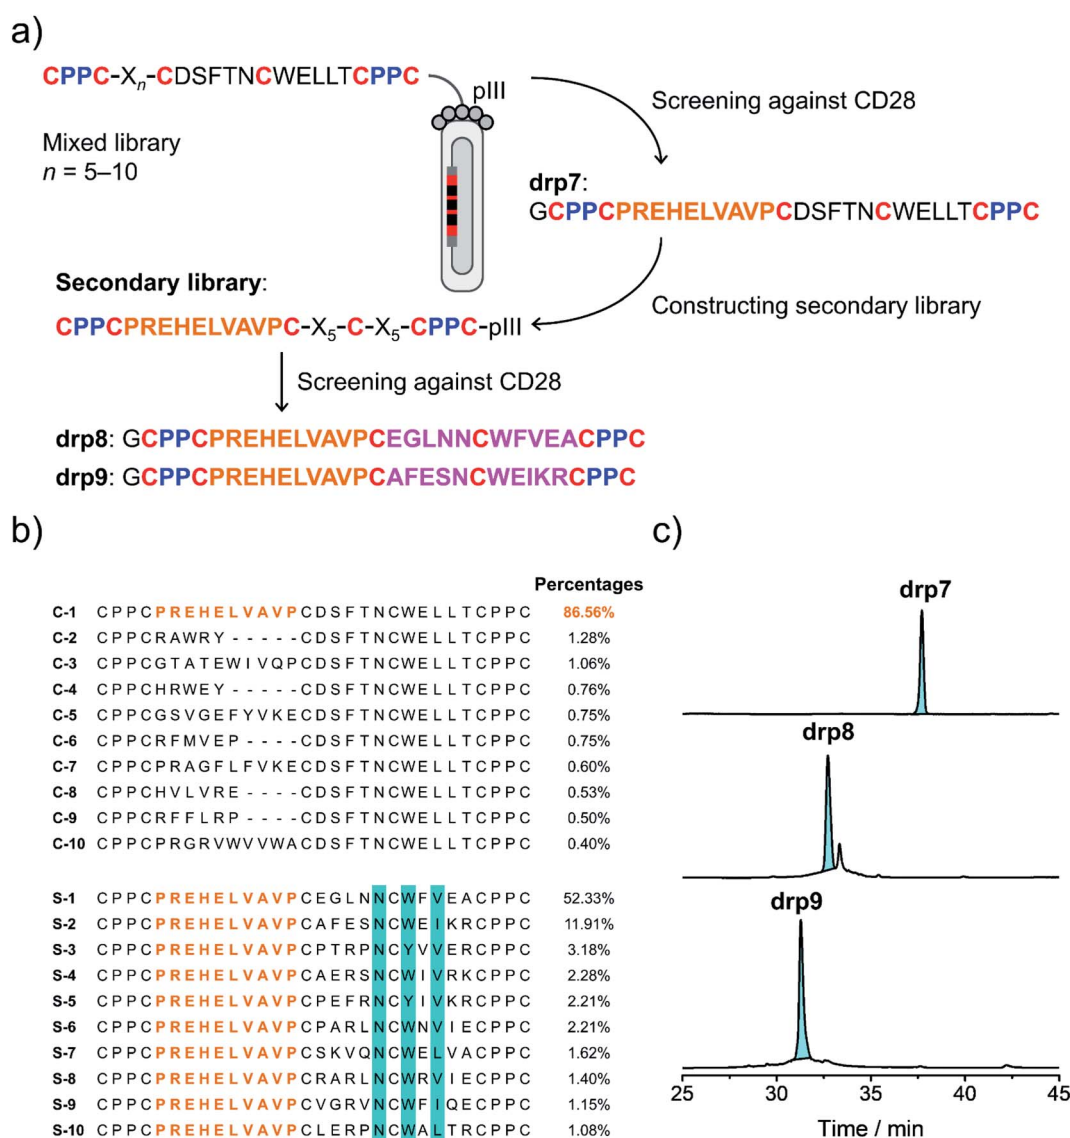 a)
CPPC-Xn-CDSFTNCWELLTCPPC
pIII
Mixed library
n = 5–10
Screening against CD28
drp7:
GCPPCPREHELVAVPCDSFTNCWELLTCPPC
Secondary library:
Constructing secondary library
CPPCPREHELVAVPC-X5-C-X5-CPPC-pIII
Screening against CD28
drp8: GCPPCPREHELVAVPCEGLNNCWFVEACPPC
drp9: GCPPCPREHELVAVPCAFESNCWEIKRCPPC
b)
Percentages
C-1 CPPCPREHELVAVPCDSFTNCWELLTCPPC 86.56%
C-2 CPPCRAWRY-----CDSFTNCWELLTCPPC 1.28%
C-3 CPPCGTATEWIVQPCDSFTNCWELLTCPPC 1.06%
C-4 CPPCHRWEY-----CDSFTNCWELLTCPPC 0.76%
C-5 CPPCGSVGEFYVKECDSFTNCWELLTCPPC 0.75%
C-6 CPPCRFMVEP----CDSFTNCWELLTCPPC 0.75%
C-7 CPPCPRAGFLFVKECDSFTNCWELLTCPPC 0.60%
C-8 CPPCHVLVRE----CDSFTNCWELLTCPPC 0.53%
C-9 CPPCRFFLRP----CDSFTNCWELLTCPPC 0.50%
C-10 CPPCPRGRVWVVWACDSFTNCWELLTCPPC 0.40%
S-1 CPPCPREHELVAVPCEGLNNCWFVEACPPC 52.33%
S-2 CPPCPREHELVAVPCAFESNCWEIKRCPPC 11.91%
S-3 CPPCPREHELVAVPCPTRPNCYVVERCPPC 3.18%
S-4 CPPCPREHELVAVPCAERSNCWIVRKCPPC 2.28%
S-5 CPPCPREHELVAVPCPEFRNCYIVKRCPPC 2.21%
S-6 CPPCPREHELVAVPCPARLNCWNVIECPPC 2.21%
S-7 CPPCPREHELVAVPCSKVQNCWELVACPPC 1.62%
S-8 CPPCPREHELVAVPCRARLNCWRVIECPPC 1.40%
S-9 CPPCPREHELVAVPCVGRVNCWFIQECPPC 1.15%
S-10 CPPCPREHELVAVPCLERPNCWALTRCPPC 1.08%
c)
drp7
drp8
drp9
25 30 35 40 45
Time / min